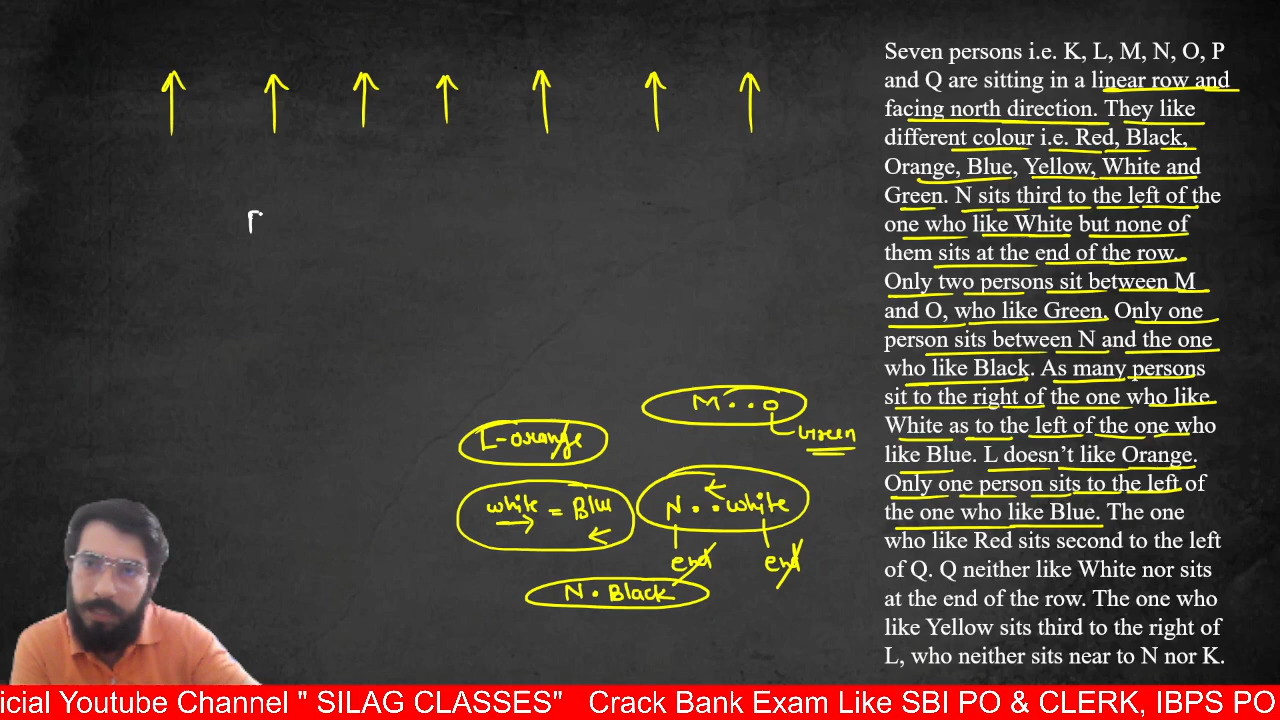 Seven persons i.e. K, L, M, N, O, P
and Q are sitting in a linear row and
facing north direction. They like
different colour i.e. Red, Black,
Orange, Blue, Yellow, White and
Green. N sits third to the left of the
one who like White but none of
them sits at the end of the row.
Only two persons sit between M
and O, who like Green. Only one
person sits between N and the one
who like Black. As many persons
sit to the right of the one who like
White as to the left of the one who
like Blue. L doesn't like Orange.
Only one person sits to the left of
the one who like Blue. The one
who like Red sits second to the left
of Q. Q neither like White nor sits
at the end of the row. The one who
like Yellow sits third to the right of
L, who neither sits near to N nor K.
M . . O
Green
L-orange
white = Blue
N . . white
end end
N . Black
icial Youtube Channel " SILAG CLASSES" Crack Bank Exam Like SBI PO & CLERK, IBPS PO